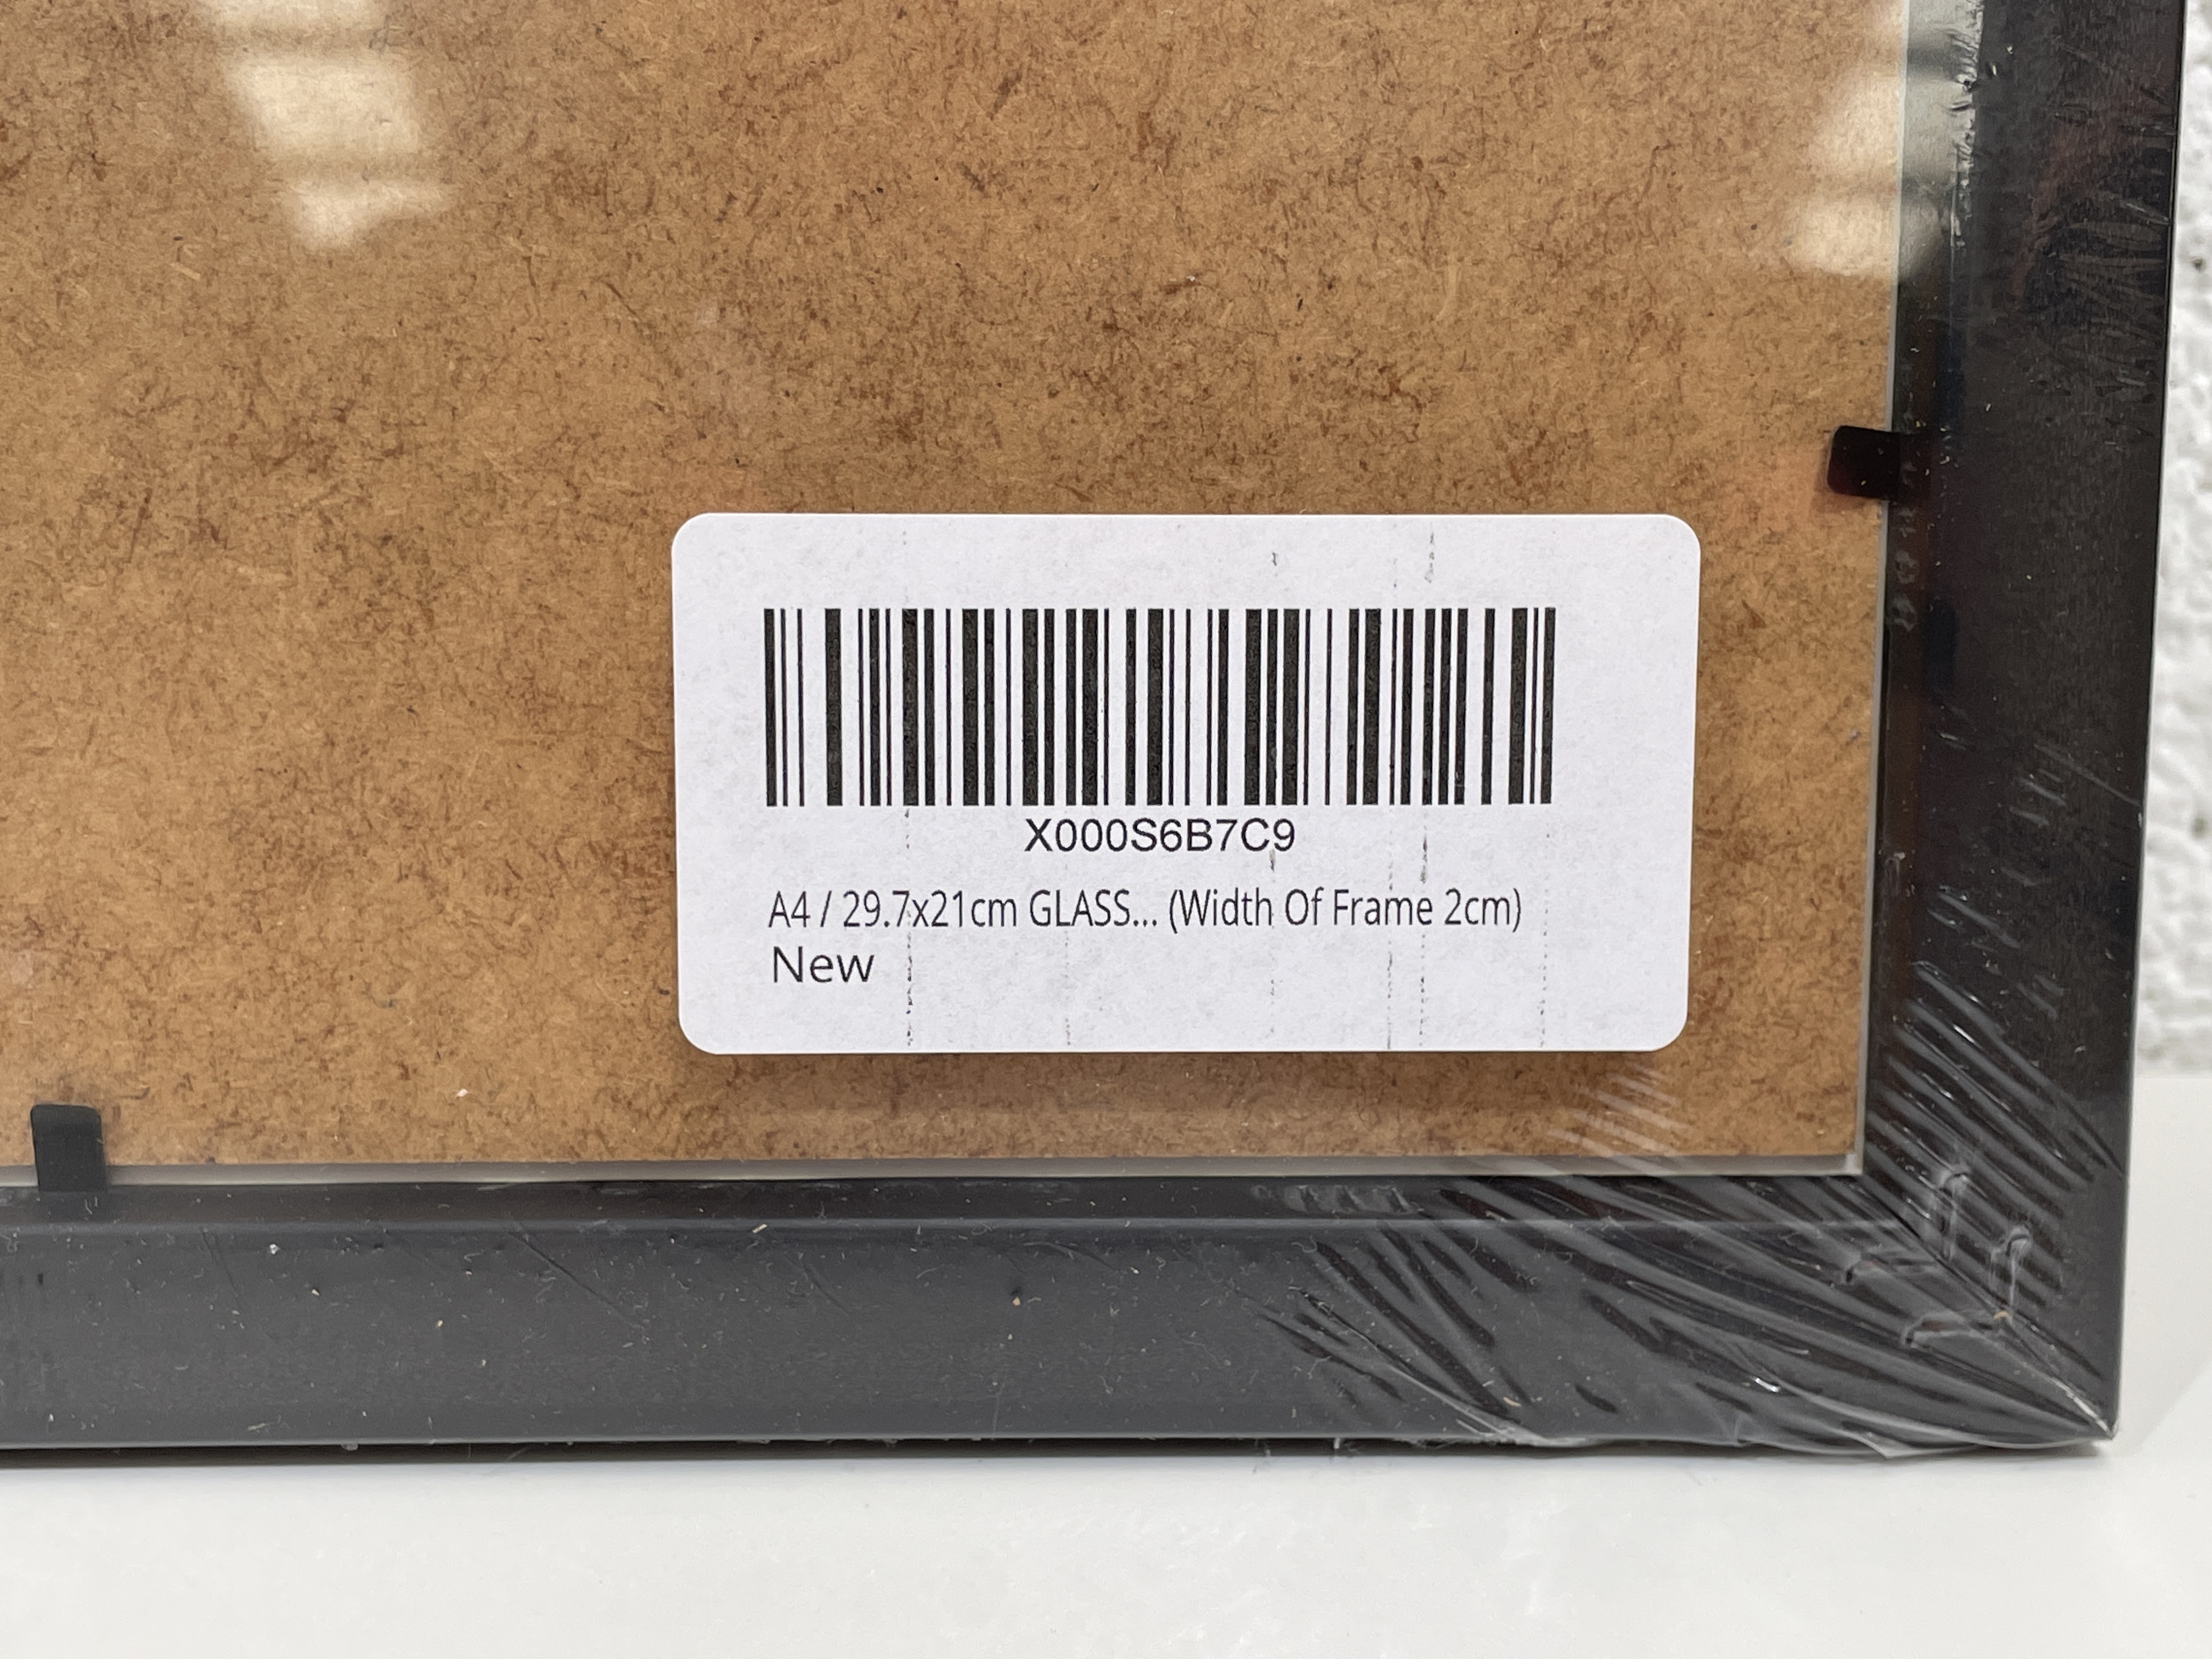 X000S6B7C9
A4 / 29.7x21cm GLASS... (Width Of Frame 2cm)
New